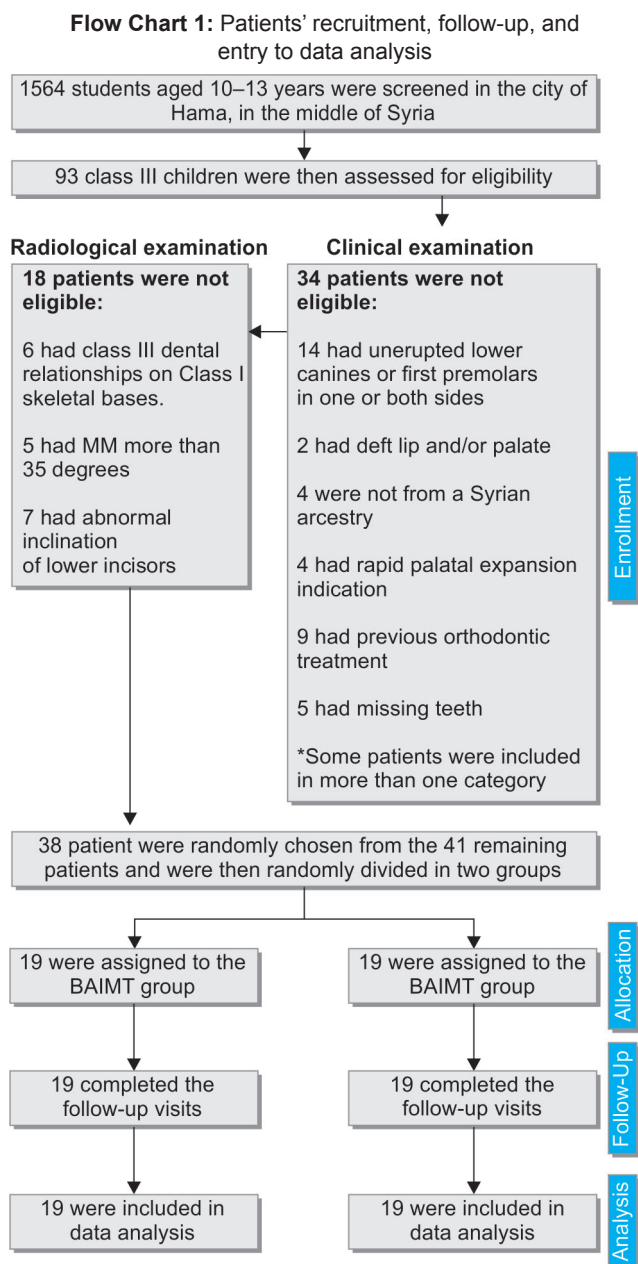 Flow Chart 1: Patients’ recruitment, follow-up, and
entry to data analysis
1564 students aged 10–13 years were screened in the city of
Hama, in the middle of Syria
93 class III children were then assessed for eligibility
Radiological examination
18 patients were not
eligible:
6 had class III dental
relationships on Class I
skeletal bases.
5 had MM more than
35 degrees
7 had abnormal
inclination
of lower incisors
Clinical examination
34 patients were not
eligible:
14 had unerupted lower
canines or first premolars
in one or both sides
2 had deft lip and/or palate
4 were not from a Syrian
arcestry
4 had rapid palatal expansion
indication
9 had previous orthodontic
treatment
5 had missing teeth
*Some patients were included
in more than one category
Enrollment
38 patient were randomly chosen from the 41 remaining
patients and were then randomly divided in two groups
19 were assigned to the
BAIMT group
19 were assigned to the
BAIMT group
Allocation
19 completed the
follow-up visits
19 completed the
follow-up visits
Follow-Up
19 were included in
data analysis
19 were included in
data analysis
Analysis